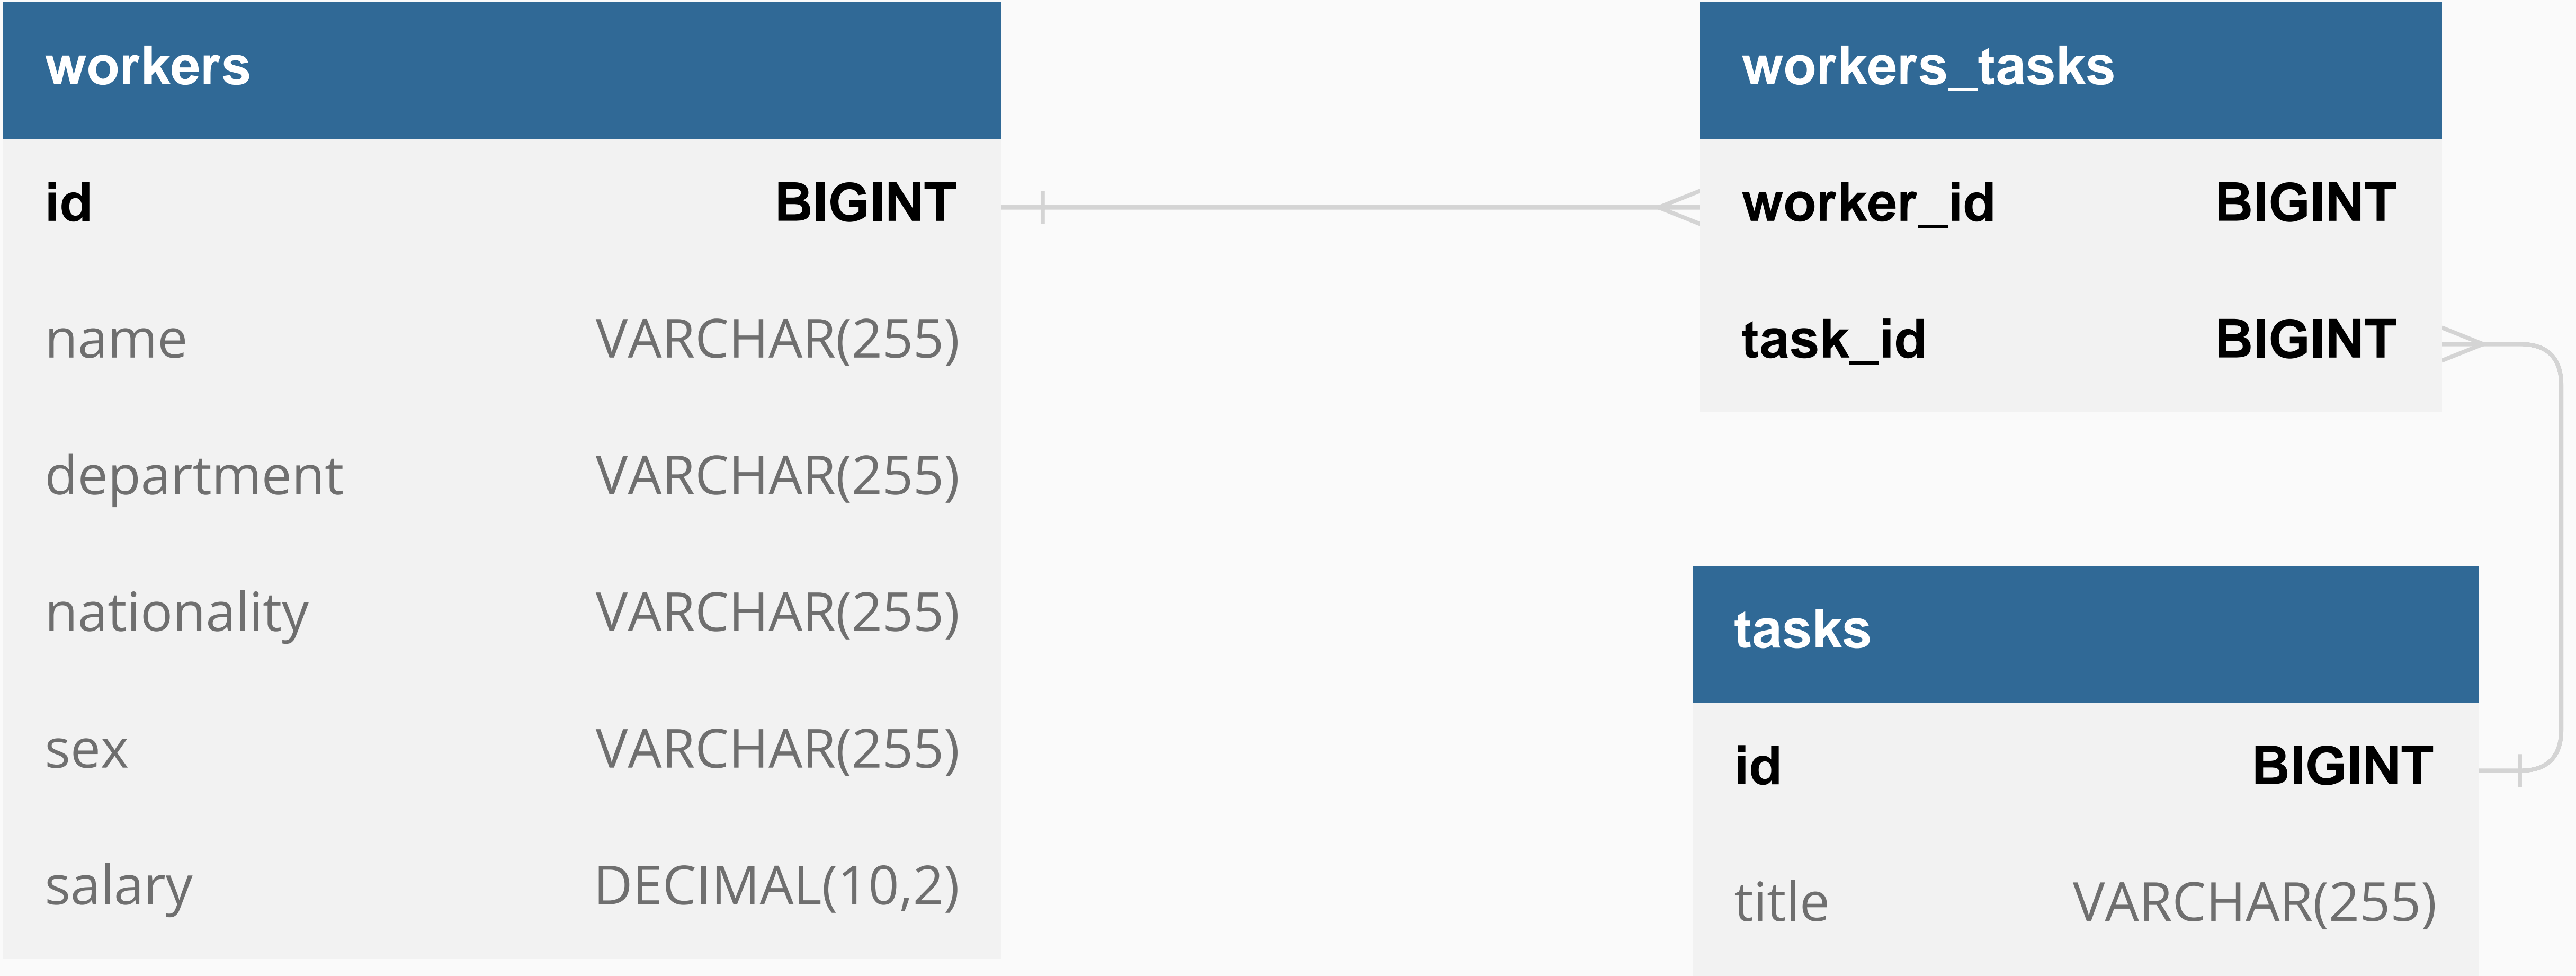 workers
id BIGINT
name VARCHAR(255)
department VARCHAR(255)
nationality VARCHAR(255)
sex VARCHAR(255)
salary DECIMAL(10,2)
workers_tasks
worker_id BIGINT
task_id BIGINT
tasks
id BIGINT
title VARCHAR(255)